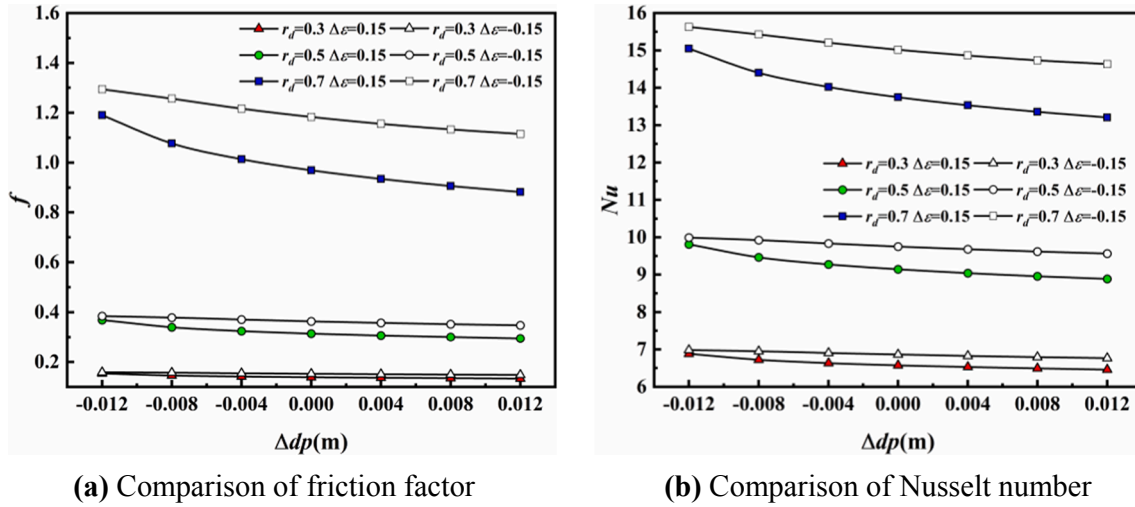 1.6
1.4
1.2
1.0
0.8
0.6
0.4
0.2
f
r_d=0.3 Δε=0.15 r_d=0.3 Δε=-0.15
r_d=0.5 Δε=0.15 r_d=0.5 Δε=-0.15
r_d=0.7 Δε=0.15 r_d=0.7 Δε=-0.15
-0.012 -0.008 -0.004 0.000 0.004 0.008 0.012
Δdp(m)
(a) Comparison of friction factor
16
15
14
13
12
11
10
9
8
7
6
Nu
r_d=0.3 Δε=0.15 r_d=0.3 Δε=-0.15
r_d=0.5 Δε=0.15 r_d=0.5 Δε=-0.15
r_d=0.7 Δε=0.15 r_d=0.7 Δε=-0.15
-0.012 -0.008 -0.004 0.000 0.004 0.008 0.012
Δdp(m)
(b) Comparison of Nusselt number